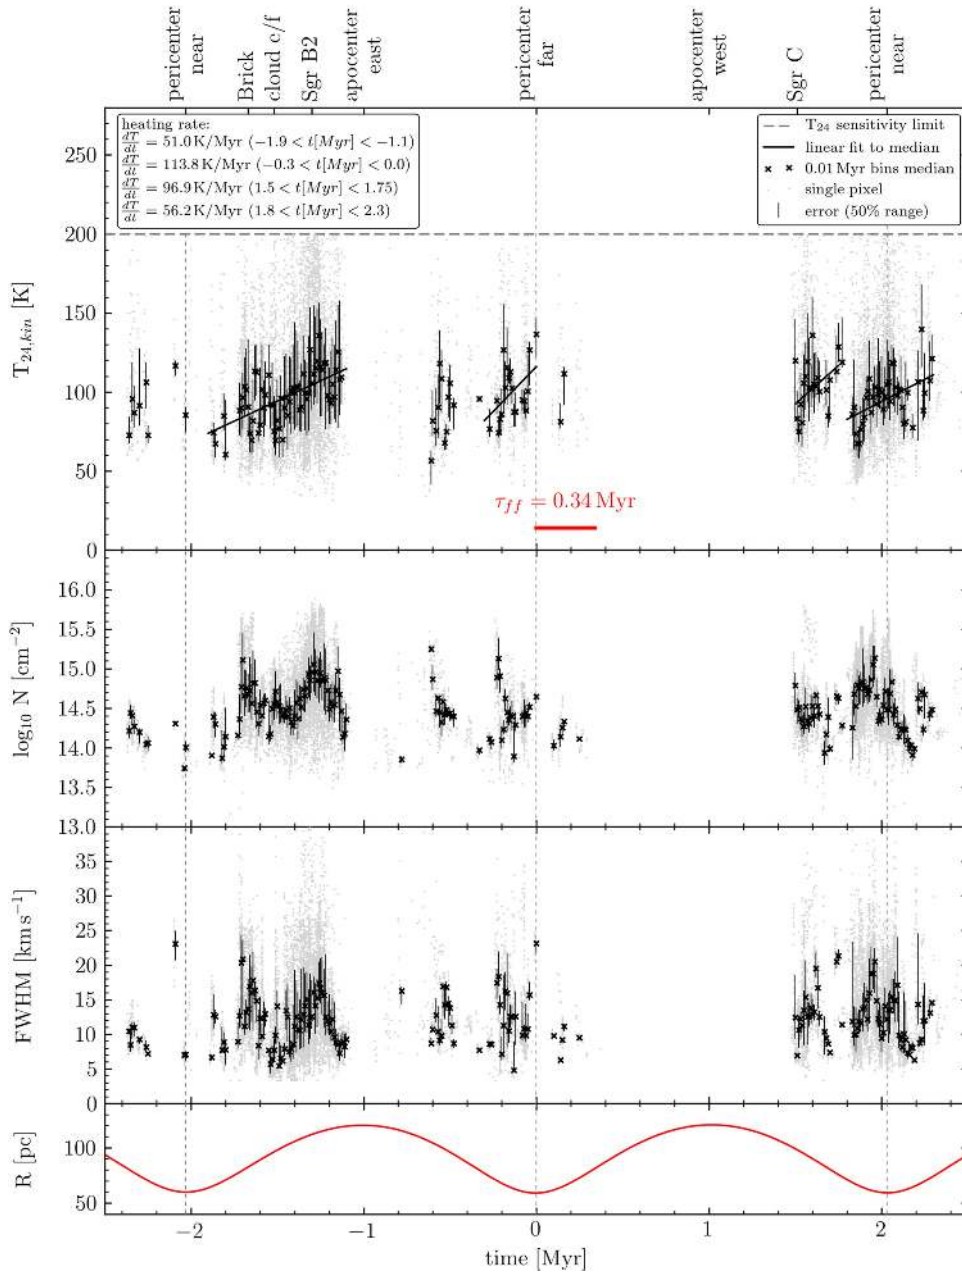 pericenter
near
Brick
cloud c/f
Sgr B2
apocenter
east
pericenter
far
apocenter
west
Sgr C
pericenter
near
heating rate:
dT/dt = 51.0 K/Myr (−1.9 < t[Myr] < −1.1)
dT/dt = 113.8 K/Myr (−0.3 < t[Myr] < 0.0)
dT/dt = 96.9 K/Myr (1.5 < t[Myr] < 1.75)
dT/dt = 56.2 K/Myr (1.8 < t[Myr] < 2.3)
T24 sensitivity limit
linear fit to median
0.01 Myr bins median
single pixel
error (50% range)
T24,kin [K]
250
200
150
100
50
0
τff = 0.34 Myr
log10 N [cm−2]
16.0
15.5
15.0
14.5
14.0
13.5
13.0
FWHM [km s−1]
35
30
25
20
15
10
5
0
R [pc]
100
50
−2
−1
0
1
2
time [Myr]